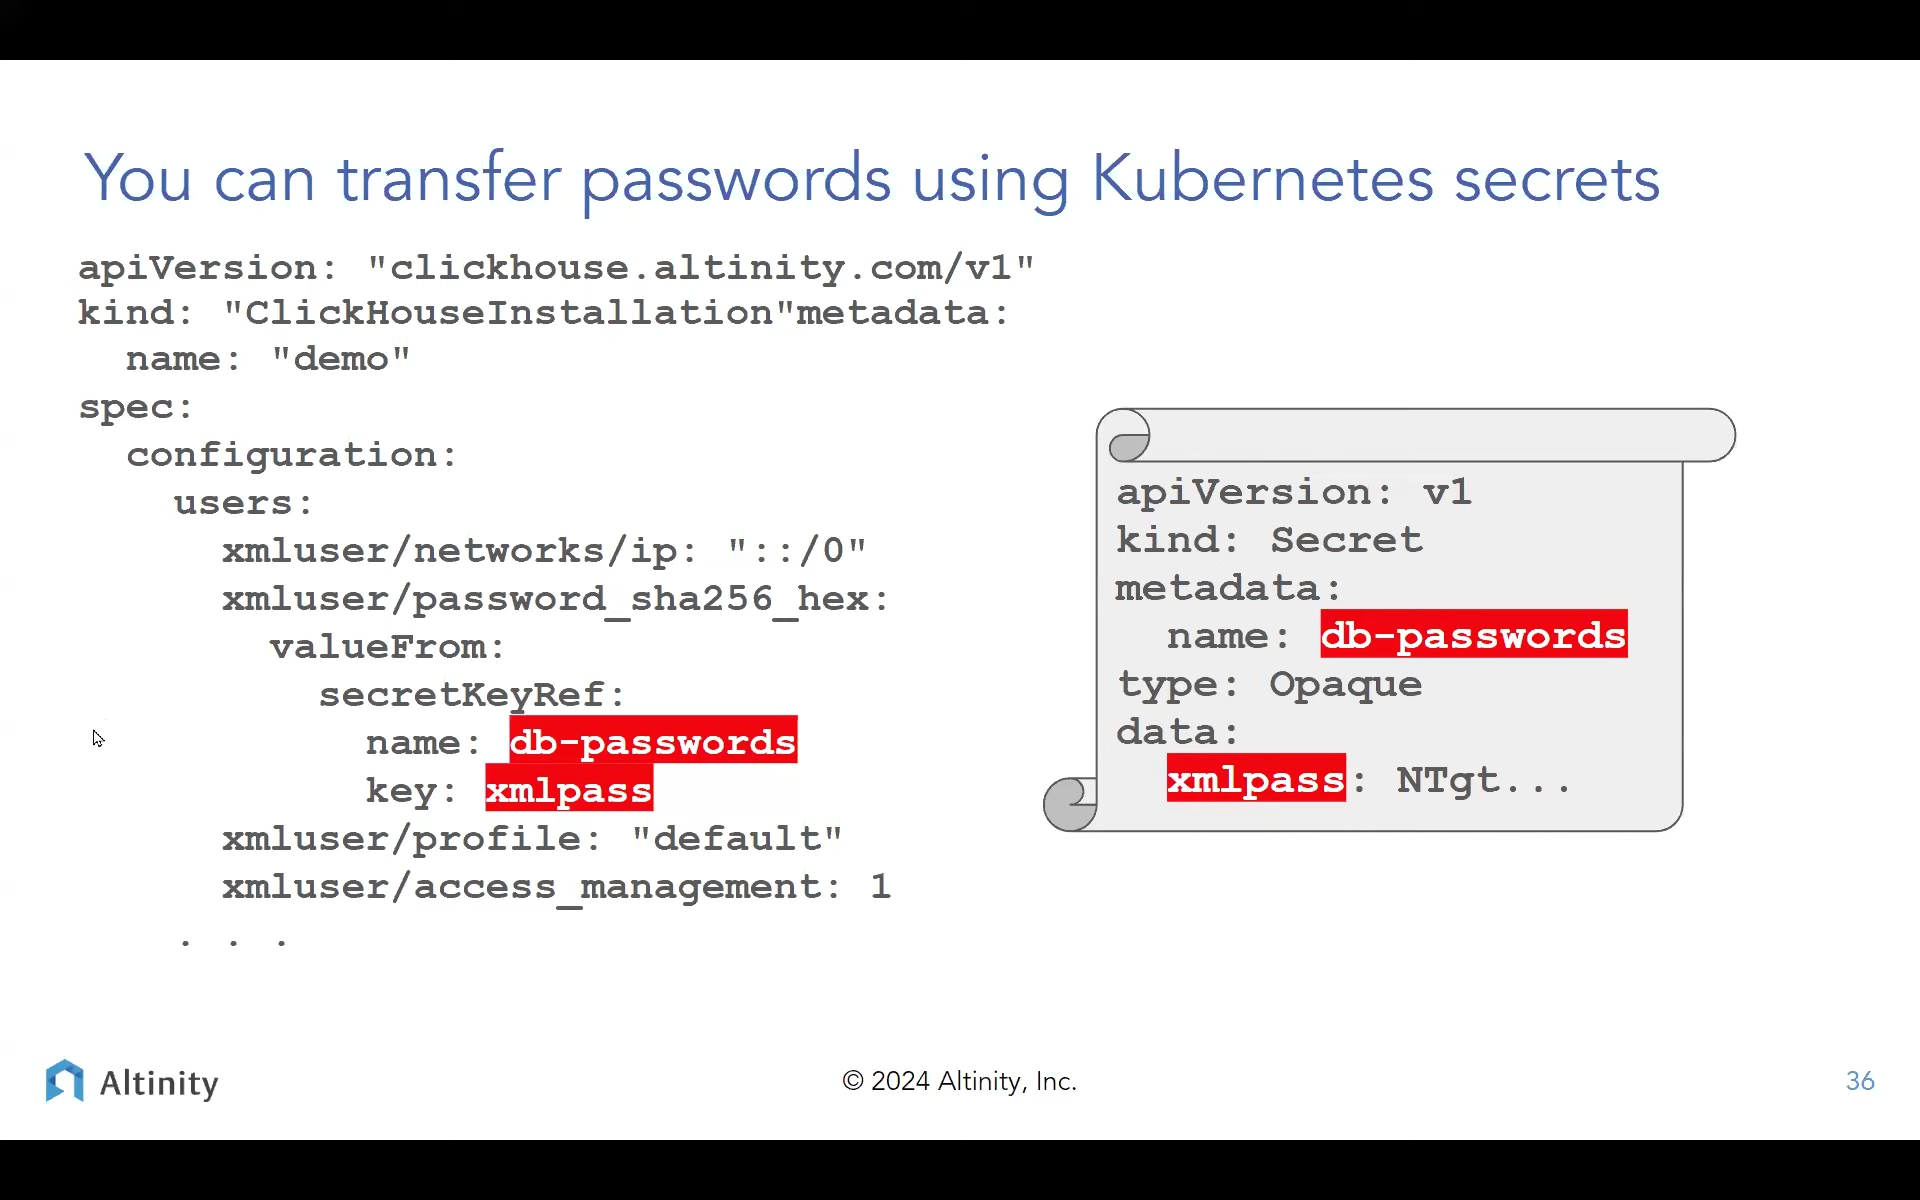 You can transfer passwords using Kubernetes secrets
apiVersion: "clickhouse.altinity.com/v1"
kind: "ClickHouseInstallation"metadata:
  name: "demo"
spec:
  configuration:
    users:
      xmluser/networks/ip: "::/0"
      xmluser/password_sha256_hex:
        valueFrom:
          secretKeyRef:
            name: db-passwords
            key: xmlpass
      xmluser/profile: "default"
      xmluser/access_management: 1
    . . .
apiVersion: v1
kind: Secret
metadata:
  name: db-passwords
type: Opaque
data:
  xmlpass: NTgt...
Altinity
© 2024 Altinity, Inc.
36